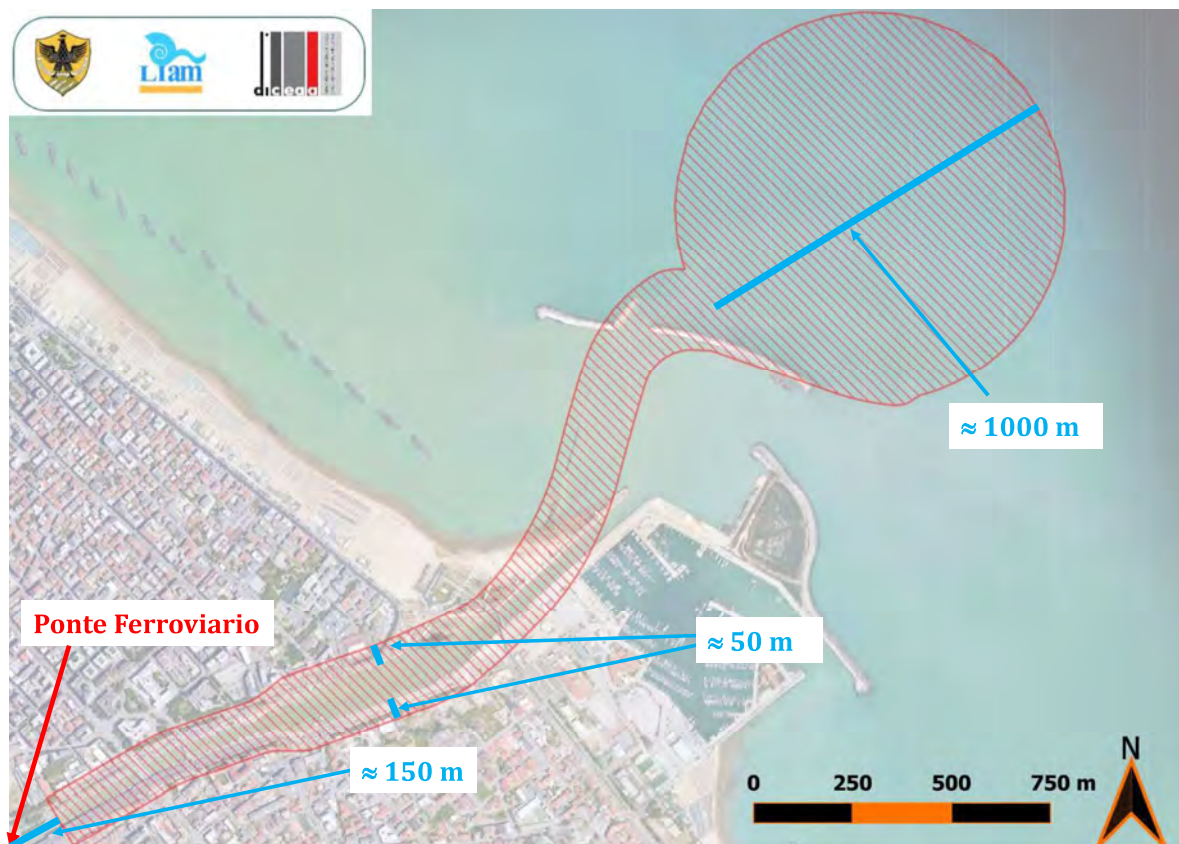 LIam
diceaa
≈ 1000 m
Ponte Ferroviario
≈ 50 m
≈ 150 m
N
0 250 500 750 m